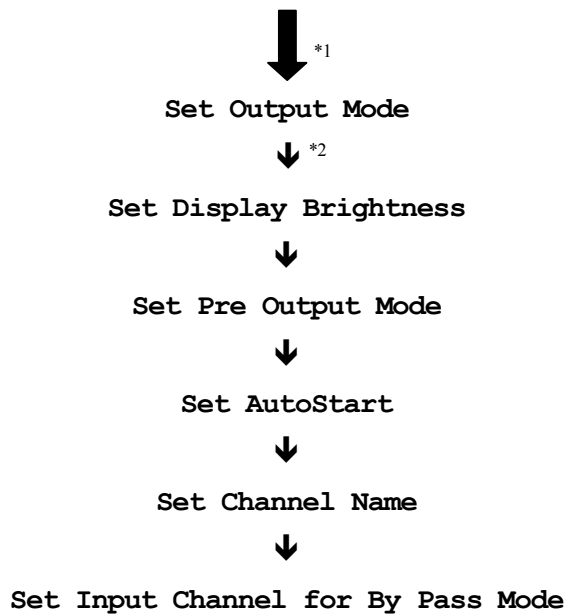 *1
Set Output Mode
*2
Set Display Brightness
Set Pre Output Mode
Set AutoStart
Set Channel Name
Set Input Channel for By Pass Mode